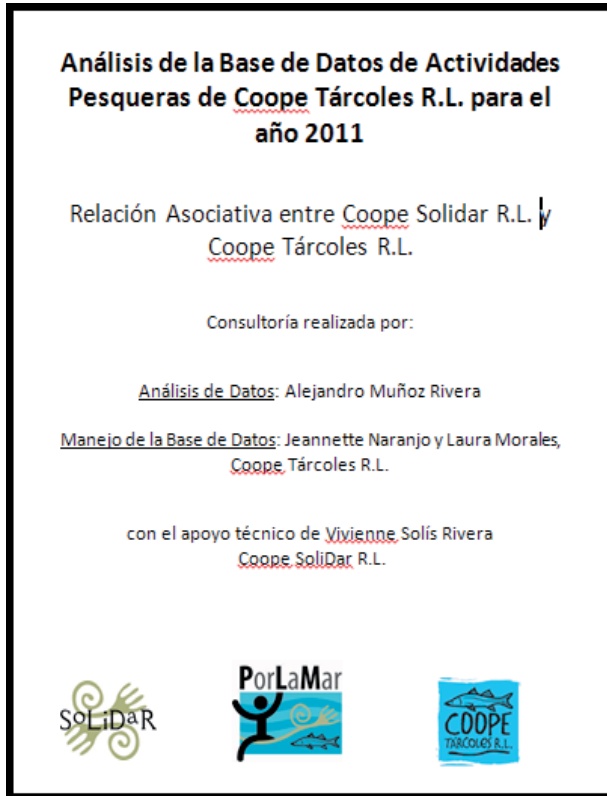 Análisis de la Base de Datos de Actividades
Pesqueras de Coope Tárcoles R.L. para el
año 2011
Relación Asociativa entre Coope Solidar R.L. y
Coope Tárcoles R.L.
Consultoría realizada por:
Análisis de Datos: Alejandro Muñoz Rivera
Manejo de la Base de Datos: Jeannette Naranjo y Laura Morales,
Coope Tárcoles R.L.
con el apoyo técnico de Vivienne Solís Rivera
Coope SoliDar R.L.
SoLiDaR
PorLaMar
COOPE
TÁRCOLES R.L.